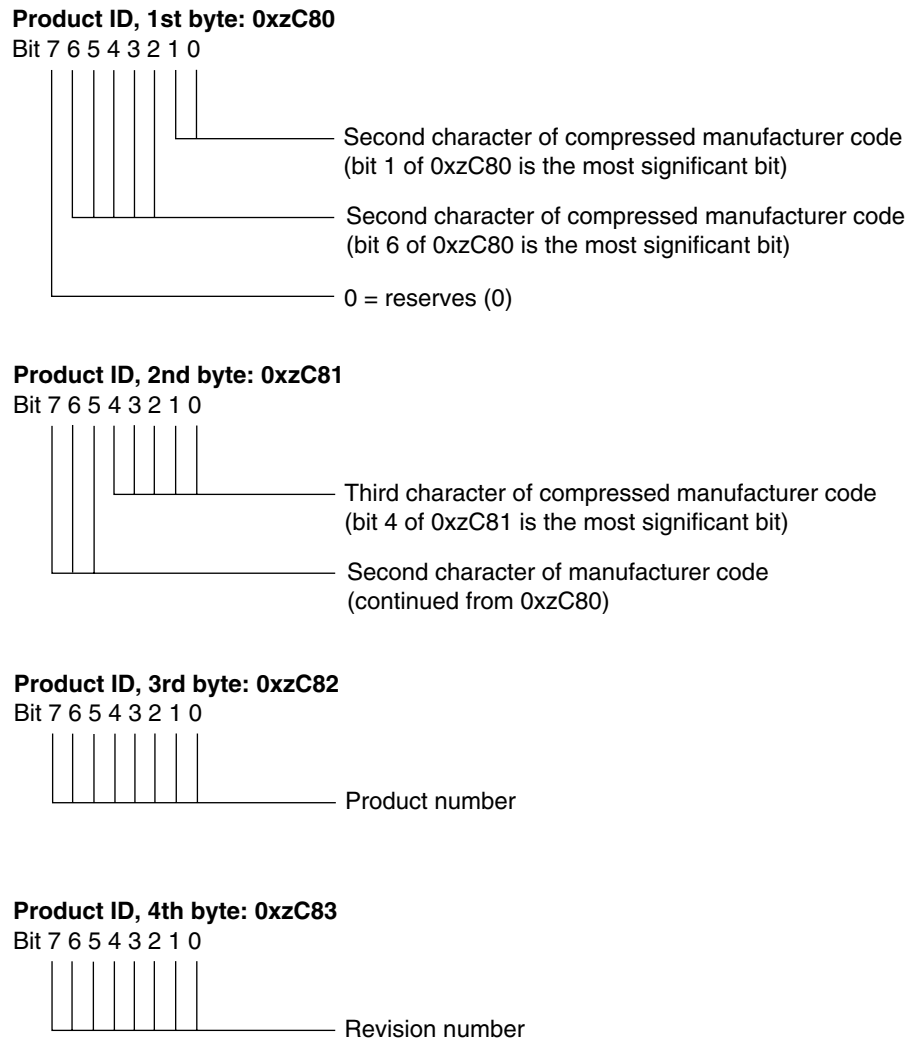 Product ID, 1st byte: 0xzC80
Bit 7 6 5 4 3 2 1 0
Second character of compressed manufacturer code
(bit 1 of 0xzC80 is the most significant bit)
Second character of compressed manufacturer code
(bit 6 of 0xzC80 is the most significant bit)
0 = reserves (0)
Product ID, 2nd byte: 0xzC81
Bit 7 6 5 4 3 2 1 0
Third character of compressed manufacturer code
(bit 4 of 0xzC81 is the most significant bit)
Second character of manufacturer code
(continued from 0xzC80)
Product ID, 3rd byte: 0xzC82
Bit 7 6 5 4 3 2 1 0
Product number
Product ID, 4th byte: 0xzC83
Bit 7 6 5 4 3 2 1 0
Revision number